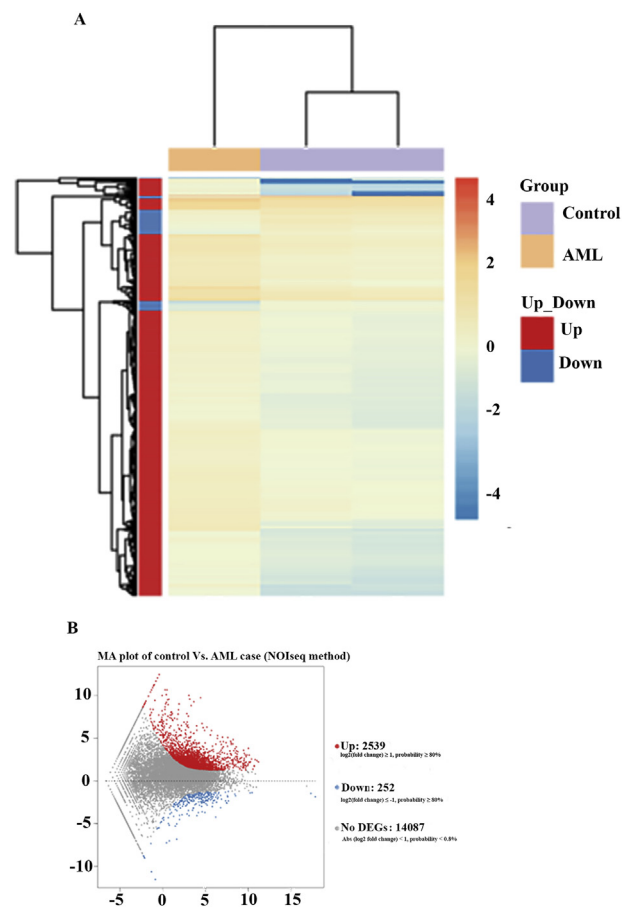 A
Group
Control
AML
Up_Down
Up
Down
4
2
0
-2
-4
B
MA plot of control Vs. AML case (NOIseq method)
10
5
0
-5
-10
-5
0
5
10
15
Up: 2539
log2(fold change) ≥ 1, probability ≥ 80%
Down: 252
log2(fold change) ≤ -1, probability ≥ 80%
No DEGs: 14087
Abs (log2 fold change) < 1, probability < 0.8%